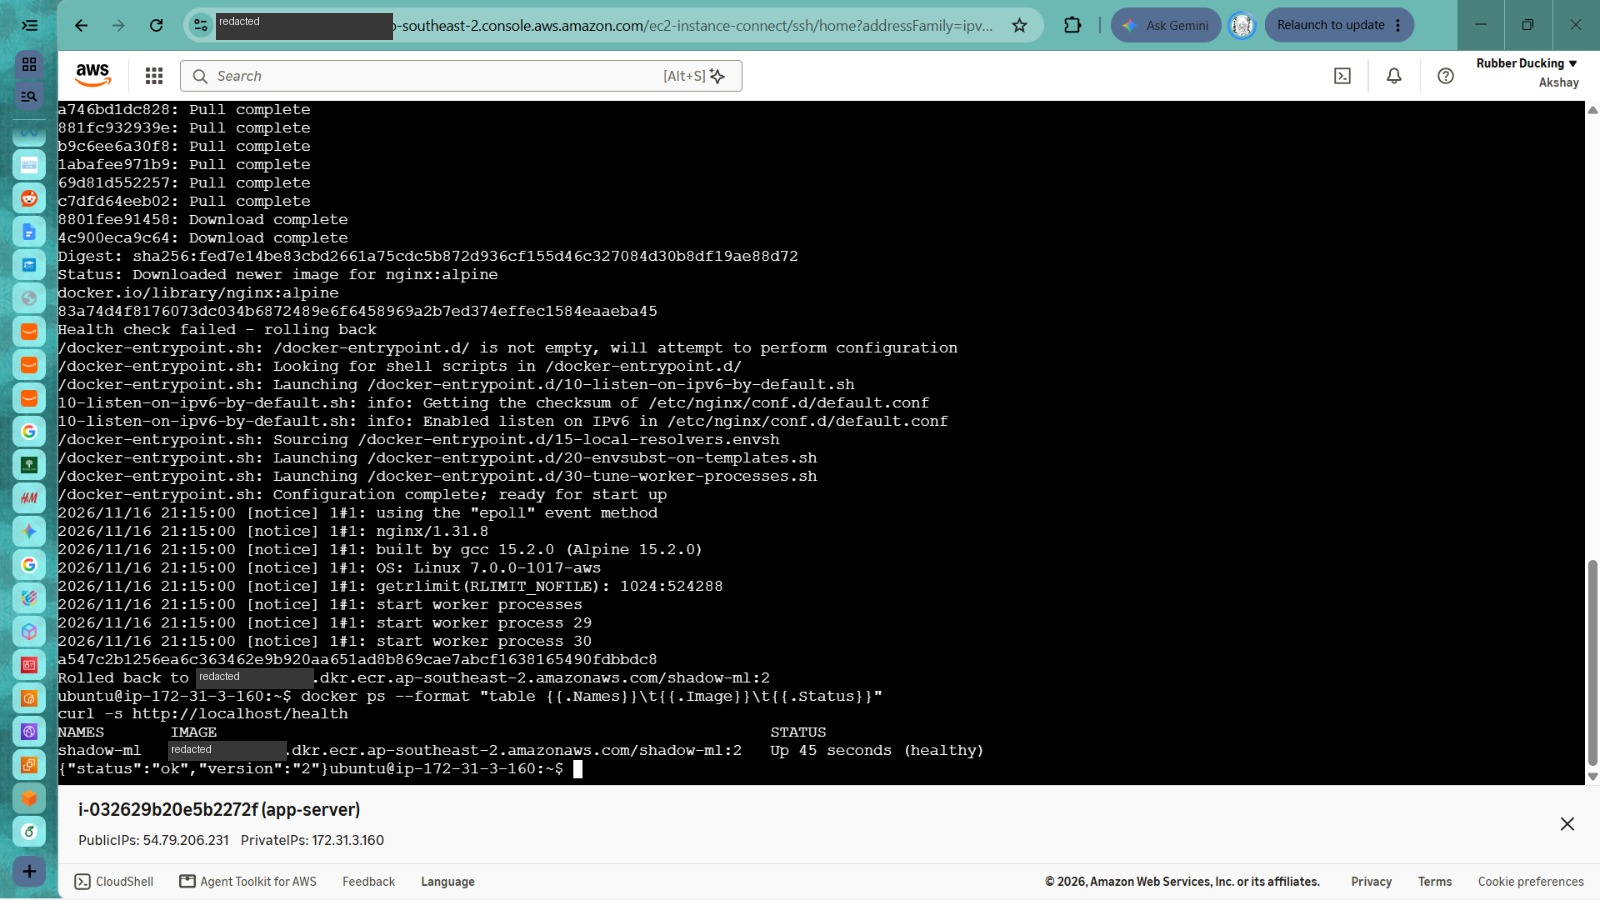 redacted
o-southeast-2.console.aws.amazon.com/ec2-instance-connect/ssh/home?addressFamily=ipv...
Ask Gemini
Relaunch to update
aws
Search
[Alt+S]
Rubber Ducking
Akshay
a746bd1dc828: Pull complete
881fc932939e: Pull complete
b9c6ee6a30f8: Pull complete
1abafee971b9: Pull complete
69d81d552257: Pull complete
c7dfd64eeb02: Pull complete
8801fee91458: Download complete
4c900eca9c64: Download complete
Digest: sha256:fed7e14be83cbd2661a75cdc5b872d936cf155d46c327084d30b8df19ae88d72
Status: Downloaded newer image for nginx:alpine
docker.io/library/nginx:alpine
83a74d4f8176073dc034b6872489e6f6458969a2b7ed374effec1584eaaeba45
Health check failed - rolling back
/docker-entrypoint.sh: /docker-entrypoint.d/ is not empty, will attempt to perform configuration
/docker-entrypoint.sh: Looking for shell scripts in /docker-entrypoint.d/
/docker-entrypoint.sh: Launching /docker-entrypoint.d/10-listen-on-ipv6-by-default.sh
10-listen-on-ipv6-by-default.sh: info: Getting the checksum of /etc/nginx/conf.d/default.conf
10-listen-on-ipv6-by-default.sh: info: Enabled listen on IPv6 in /etc/nginx/conf.d/default.conf
/docker-entrypoint.sh: Sourcing /docker-entrypoint.d/15-local-resolvers.envsh
/docker-entrypoint.sh: Launching /docker-entrypoint.d/20-envsubst-on-templates.sh
/docker-entrypoint.sh: Launching /docker-entrypoint.d/30-tune-worker-processes.sh
/docker-entrypoint.sh: Configuration complete; ready for start up
2026/11/16 21:15:00 [notice] 1#1: using the "epoll" event method
2026/11/16 21:15:00 [notice] 1#1: nginx/1.31.8
2026/11/16 21:15:00 [notice] 1#1: built by gcc 15.2.0 (Alpine 15.2.0)
2026/11/16 21:15:00 [notice] 1#1: OS: Linux 7.0.0-1017-aws
2026/11/16 21:15:00 [notice] 1#1: getrlimit(RLIMIT_NOFILE): 1024:524288
2026/11/16 21:15:00 [notice] 1#1: start worker processes
2026/11/16 21:15:00 [notice] 1#1: start worker process 29
2026/11/16 21:15:00 [notice] 1#1: start worker process 30
a547c2b1256ea6c363462e9b920aa651ad8b869cae7abcf1638165490fdbbdc8
Rolled back to redacted.dkr.ecr.ap-southeast-2.amazonaws.com/shadow-ml:2
ubuntu@ip-172-31-3-160:~$ docker ps --format "table {{.Names}}\t{{.Image}}\t{{.Status}}"
curl -s http://localhost/health
NAMES IMAGE STATUS
shadow-ml redacted.dkr.ecr.ap-southeast-2.amazonaws.com/shadow-ml:2 Up 45 seconds (healthy)
{"status":"ok","version":"2"}ubuntu@ip-172-31-3-160:~$
i-032629b20e5b2272f (app-server)
PublicIPs: 54.79.206.231 PrivateIPs: 172.31.3.160
CloudShell Agent Toolkit for AWS Feedback Language © 2026, Amazon Web Services, Inc. or its affiliates. Privacy Terms Cookie preferences